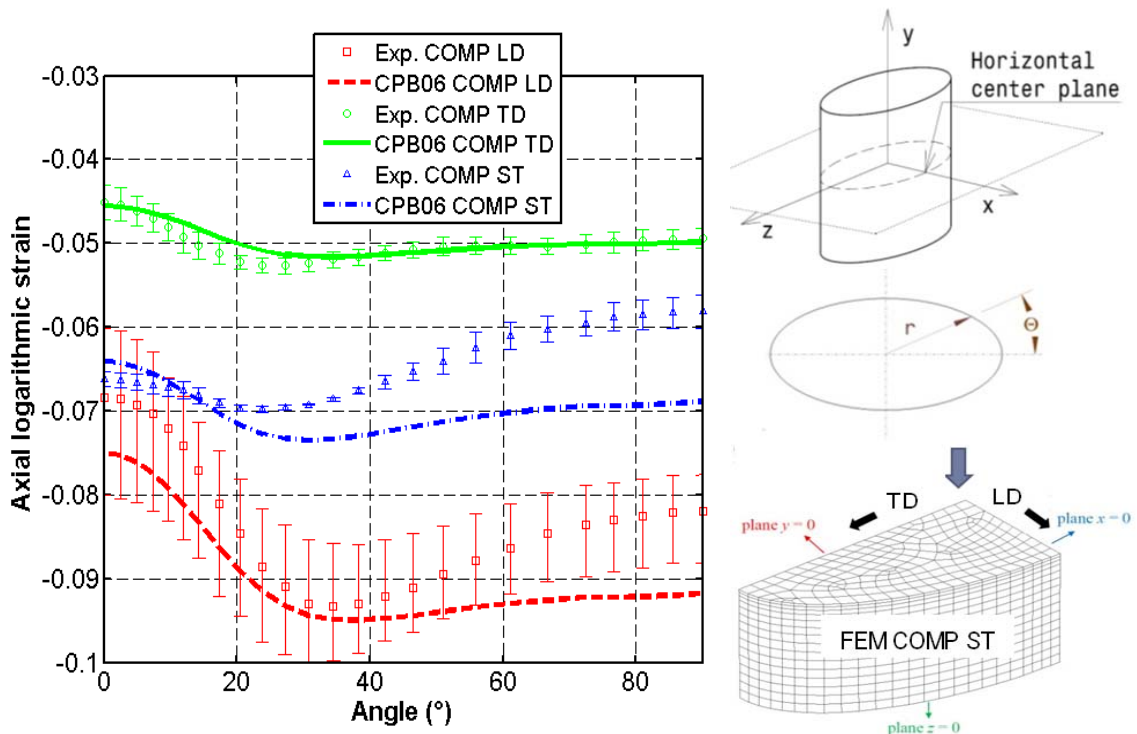 Exp. COMP LD
CPB06 COMP LD
Exp. COMP TD
CPB06 COMP TD
Exp. COMP ST
CPB06 COMP ST
-0.03
-0.04
-0.05
-0.06
-0.07
-0.08
-0.09
-0.1
Axial logarithmic strain
0
20
40
60
80
Angle (°)
y
Horizontal
center plane
x
z
r
Θ
TD
LD
plane y = 0
plane x = 0
FEM COMP ST
plane z = 0